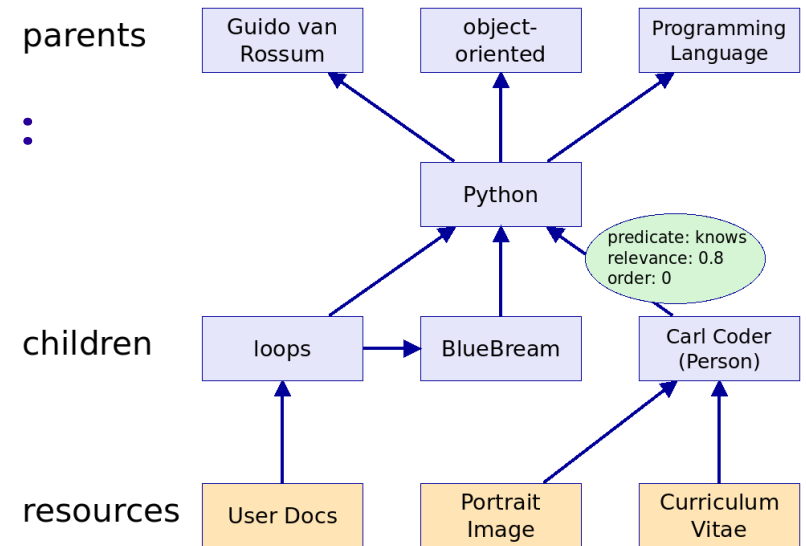 parents
Guido van
Rossum
object-
oriented
Programming
Language
:
Python
predicate: knows
relevance: 0.8
order: 0
children
loops
BlueBream
Carl Coder
(Person)
resources
User Docs
Portrait
Image
Curriculum
Vitae